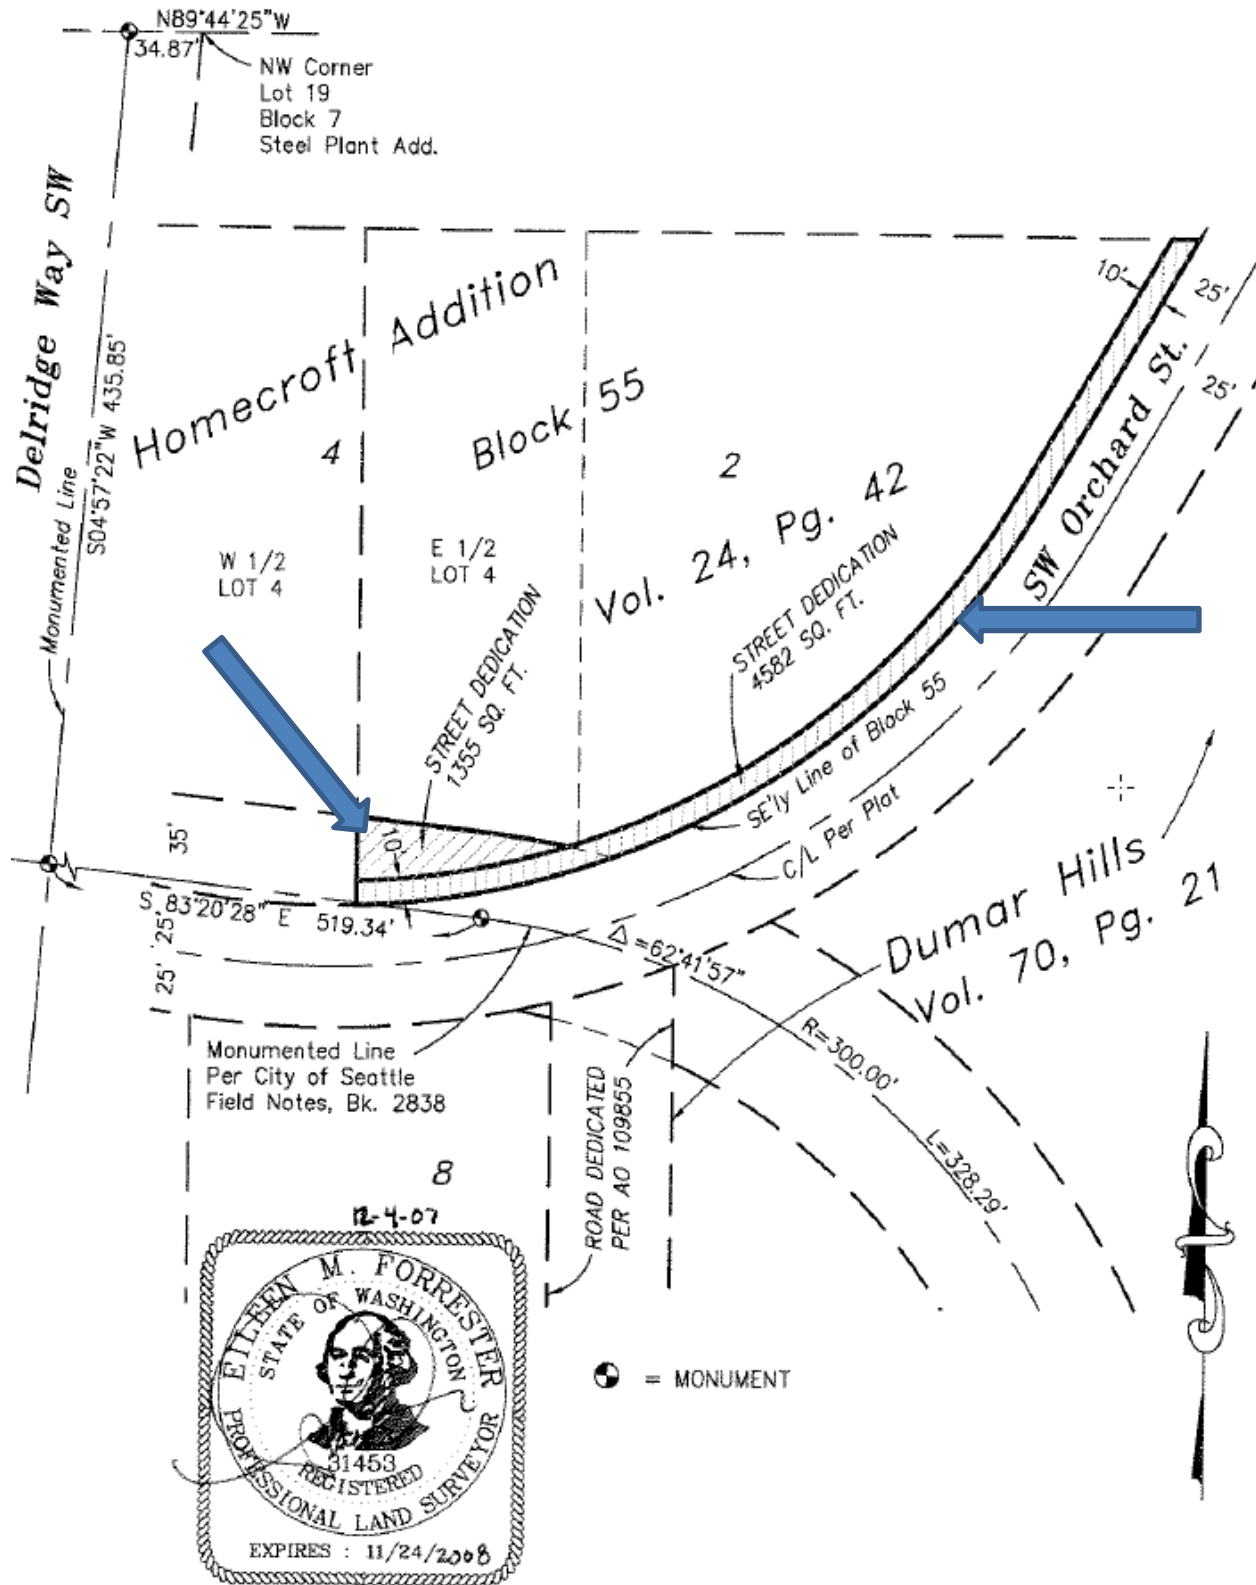 N89°44'25"W
34.87'
NW Corner
Lot 19
Block 7
Steel Plant Add.
Delridge Way SW
S04°57'22"W 435.85'
Monumented Line
Homecroft Addition
Block 55
4
2
Vol. 24, Pg. 42
W 1/2
LOT 4
E 1/2
LOT 4
10'
25'
25'
SW Orchard St.
STREET DEDICATION
1355 SQ. FT.
STREET DEDICATION
4582 SQ. FT.
SE'ly Line of Block 55
C/L Per Plat
35'
10'
S 83°20'28" E 519.34'
25'
25'
Δ=62°41'57"
R=300.00'
L=328.29'
Dumar Hills
Vol. 70, Pg. 21
Monumented Line
Per City of Seattle
Field Notes, Bk. 2838
ROAD DEDICATED
PER AO 109855
8
12-4-07
EILEEN M. FORRESTER
STATE OF WASHINGTON
31453
REGISTERED
PROFESSIONAL LAND SURVEYOR
EXPIRES : 11/24/2008
= MONUMENT